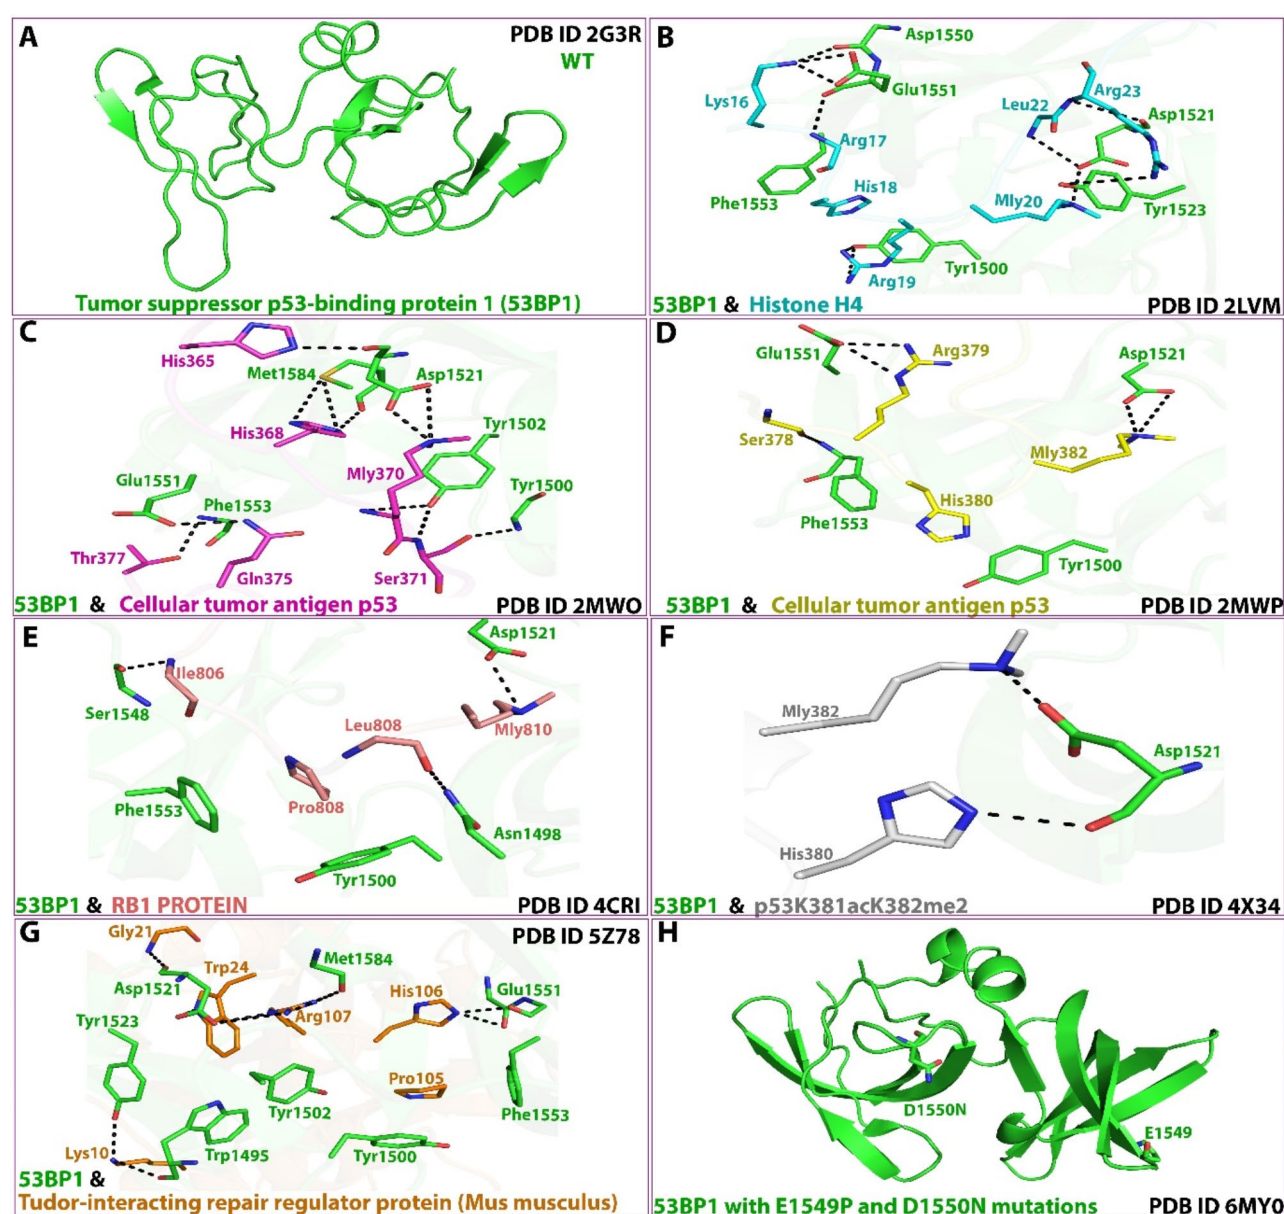 A
PDB ID 2G3R
WT
Tumor suppressor p53-binding protein 1 (53BP1)
B
Asp1550
Glu1551
Lys16
Arg17
Phe1553
His18
Arg23
Leu22
Asp1521
Mly20
Tyr1523
Tyr1500
Arg19
53BP1 & Histone H4
PDB ID 2LVM
C
His365
Met1584
Asp1521
His368
Tyr1502
Mly370
Glu1551
Tyr1500
Phe1553
Thr377
Gln375
Ser371
53BP1 & Cellular tumor antigen p53
PDB ID 2MWO
D
Glu1551
Arg379
Asp1521
Ser378
Mly382
His380
Phe1553
Tyr1500
53BP1 & Cellular tumor antigen p53
PDB ID 2MWP
E
Asp1521
Ile806
Ser1548
Leu808
Mly810
Phe1553
Pro808
Asn1498
Tyr1500
53BP1 & RB1 PROTEIN
PDB ID 4CRI
F
Mly382
Asp1521
His380
53BP1 & p53K381acK382me2
PDB ID 4X34
G
Gly21
PDB ID 5Z78
Trp24
Met1584
Asp1521
His106
Glu1551
Tyr1523
Arg107
Pro105
Tyr1502
Phe1553
Lys10
Trp1495
Tyr1500
53BP1 &
Tudor-interacting repair regulator protein (Mus musculus)
H
D1550N
E1549
53BP1 with E1549P and D1550N mutations
PDB ID 6MY0